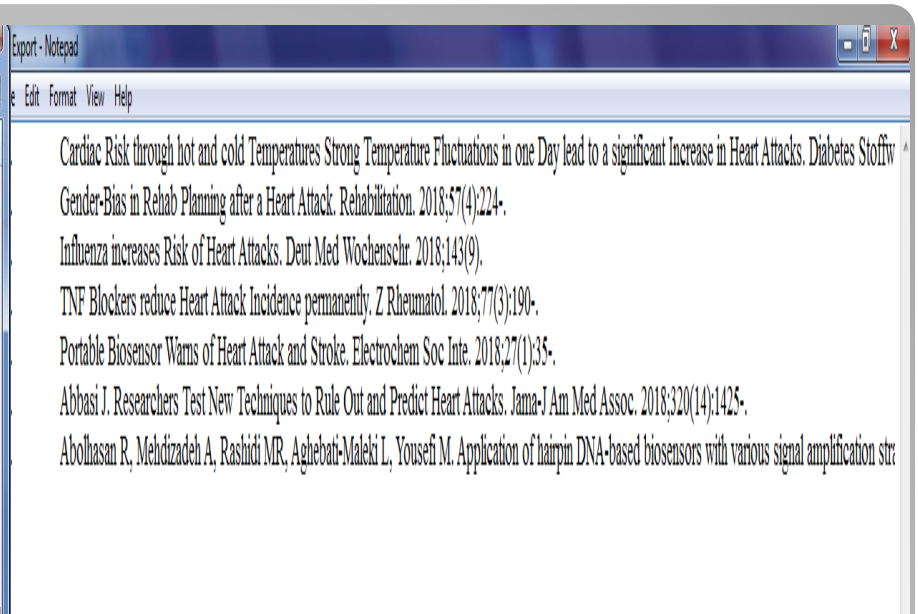 Export - Notepad
e Edit Format View Help
. Cardiac Risk through hot and cold Temperatures Strong Temperature Fluctuations in one Day lead to a significant Increase in Heart Attacks. Diabetes Stoffw
. Gender-Bias in Rehab Planning after a Heart Attack. Rehabilitation. 2018;57(4):224-.
. Influenza increases Risk of Heart Attacks. Deut Med Wochenschr. 2018;143(9).
. TNF Blockers reduce Heart Attack Incidence permanently. Z Rheumatol. 2018;77(3):190-.
. Portable Biosensor Warns of Heart Attack and Stroke. Electrochem Soc Inte. 2018;27(1):35-.
. Abbasi J. Researchers Test New Techniques to Rule Out and Predict Heart Attacks. Jama-J Am Med Assoc. 2018;320(14):1425-.
. Abolhasan R, Mehdizadeh A, Rashidi MR, Aghebati-Maleki L, Yousefi M. Application of hairpin DNA-based biosensors with various signal amplification stra